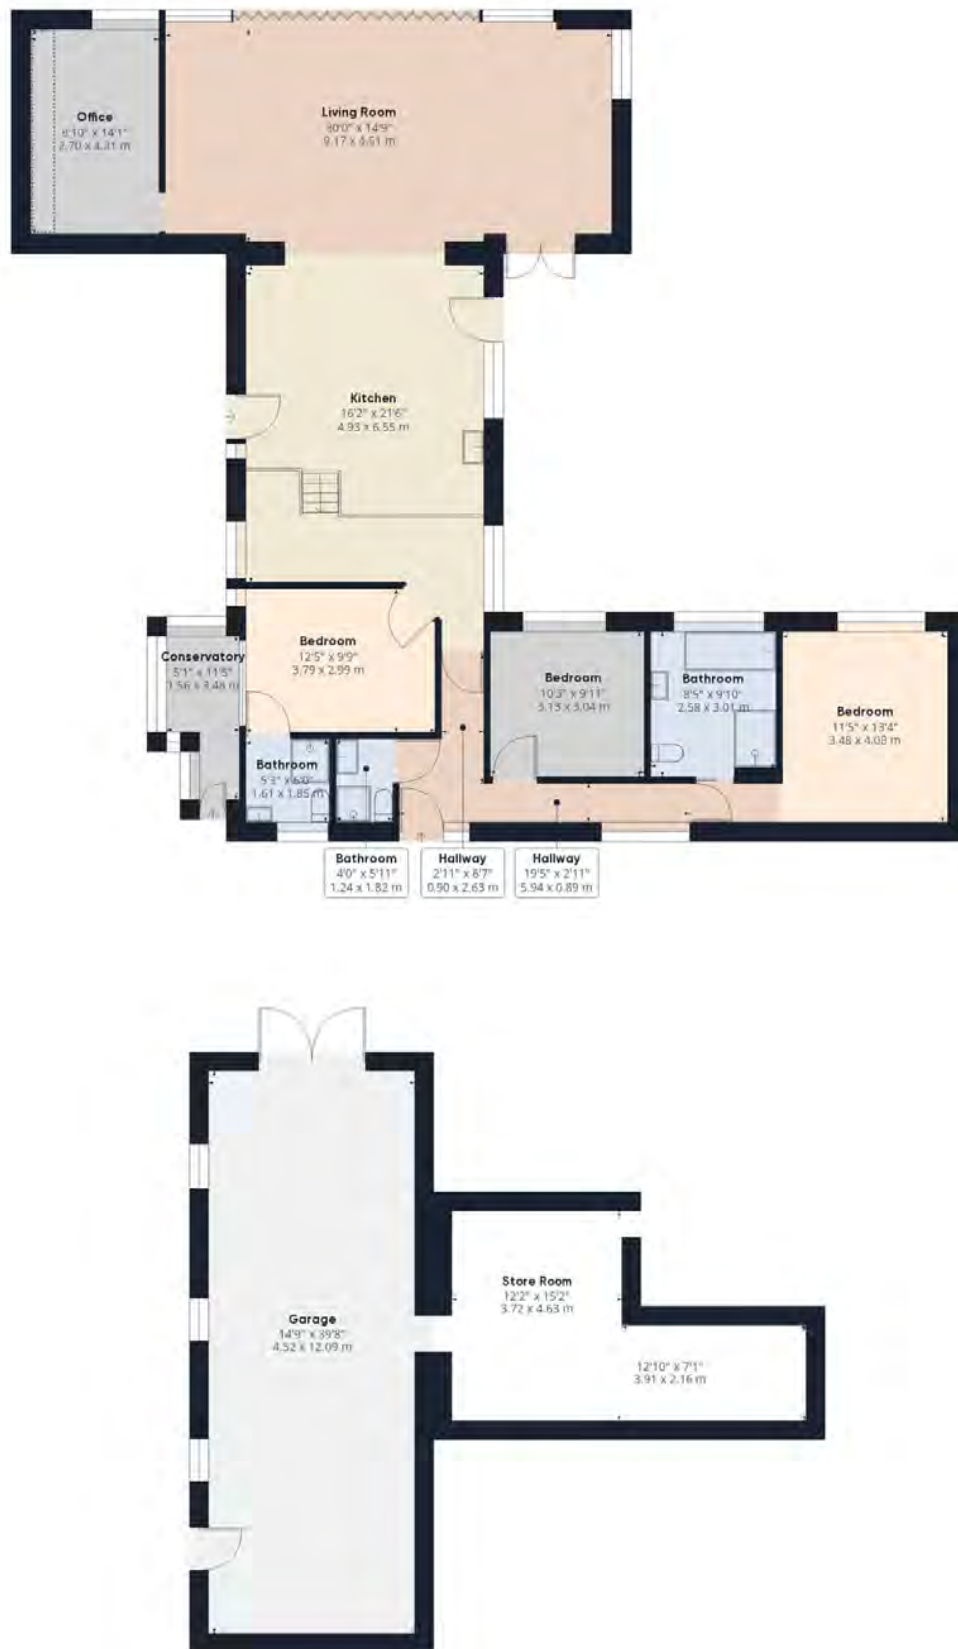 Office
8'10" x 14'1"
2.70 x 4.31 m
Living Room
30'0" x 14'9"
9.17 x 4.51 m
Kitchen
16'2" x 21'6"
4.93 x 6.55 m
Conservatory
5'1" x 11'5"
1.56 x 3.48 m
Bedroom
12'5" x 9'9"
3.79 x 2.99 m
Bedroom
10'3" x 9'11"
3.13 x 3.04 m
Bathroom
8'5" x 9'10"
2.58 x 3.01 m
Bedroom
11'5" x 13'4"
3.48 x 4.08 m
Bathroom
5'3" x 6'0"
1.61 x 1.85 m
Bathroom
4'0" x 5'11"
1.24 x 1.82 m
Hallway
2'11" x 8'7"
0.90 x 2.63 m
Hallway
19'5" x 2'11"
5.94 x 0.89 m
Store Room
12'2" x 15'2"
3.72 x 4.63 m
Garage
14'9" x 39'8"
4.52 x 12.09 m
12'10" x 7'1"
3.91 x 2.16 m